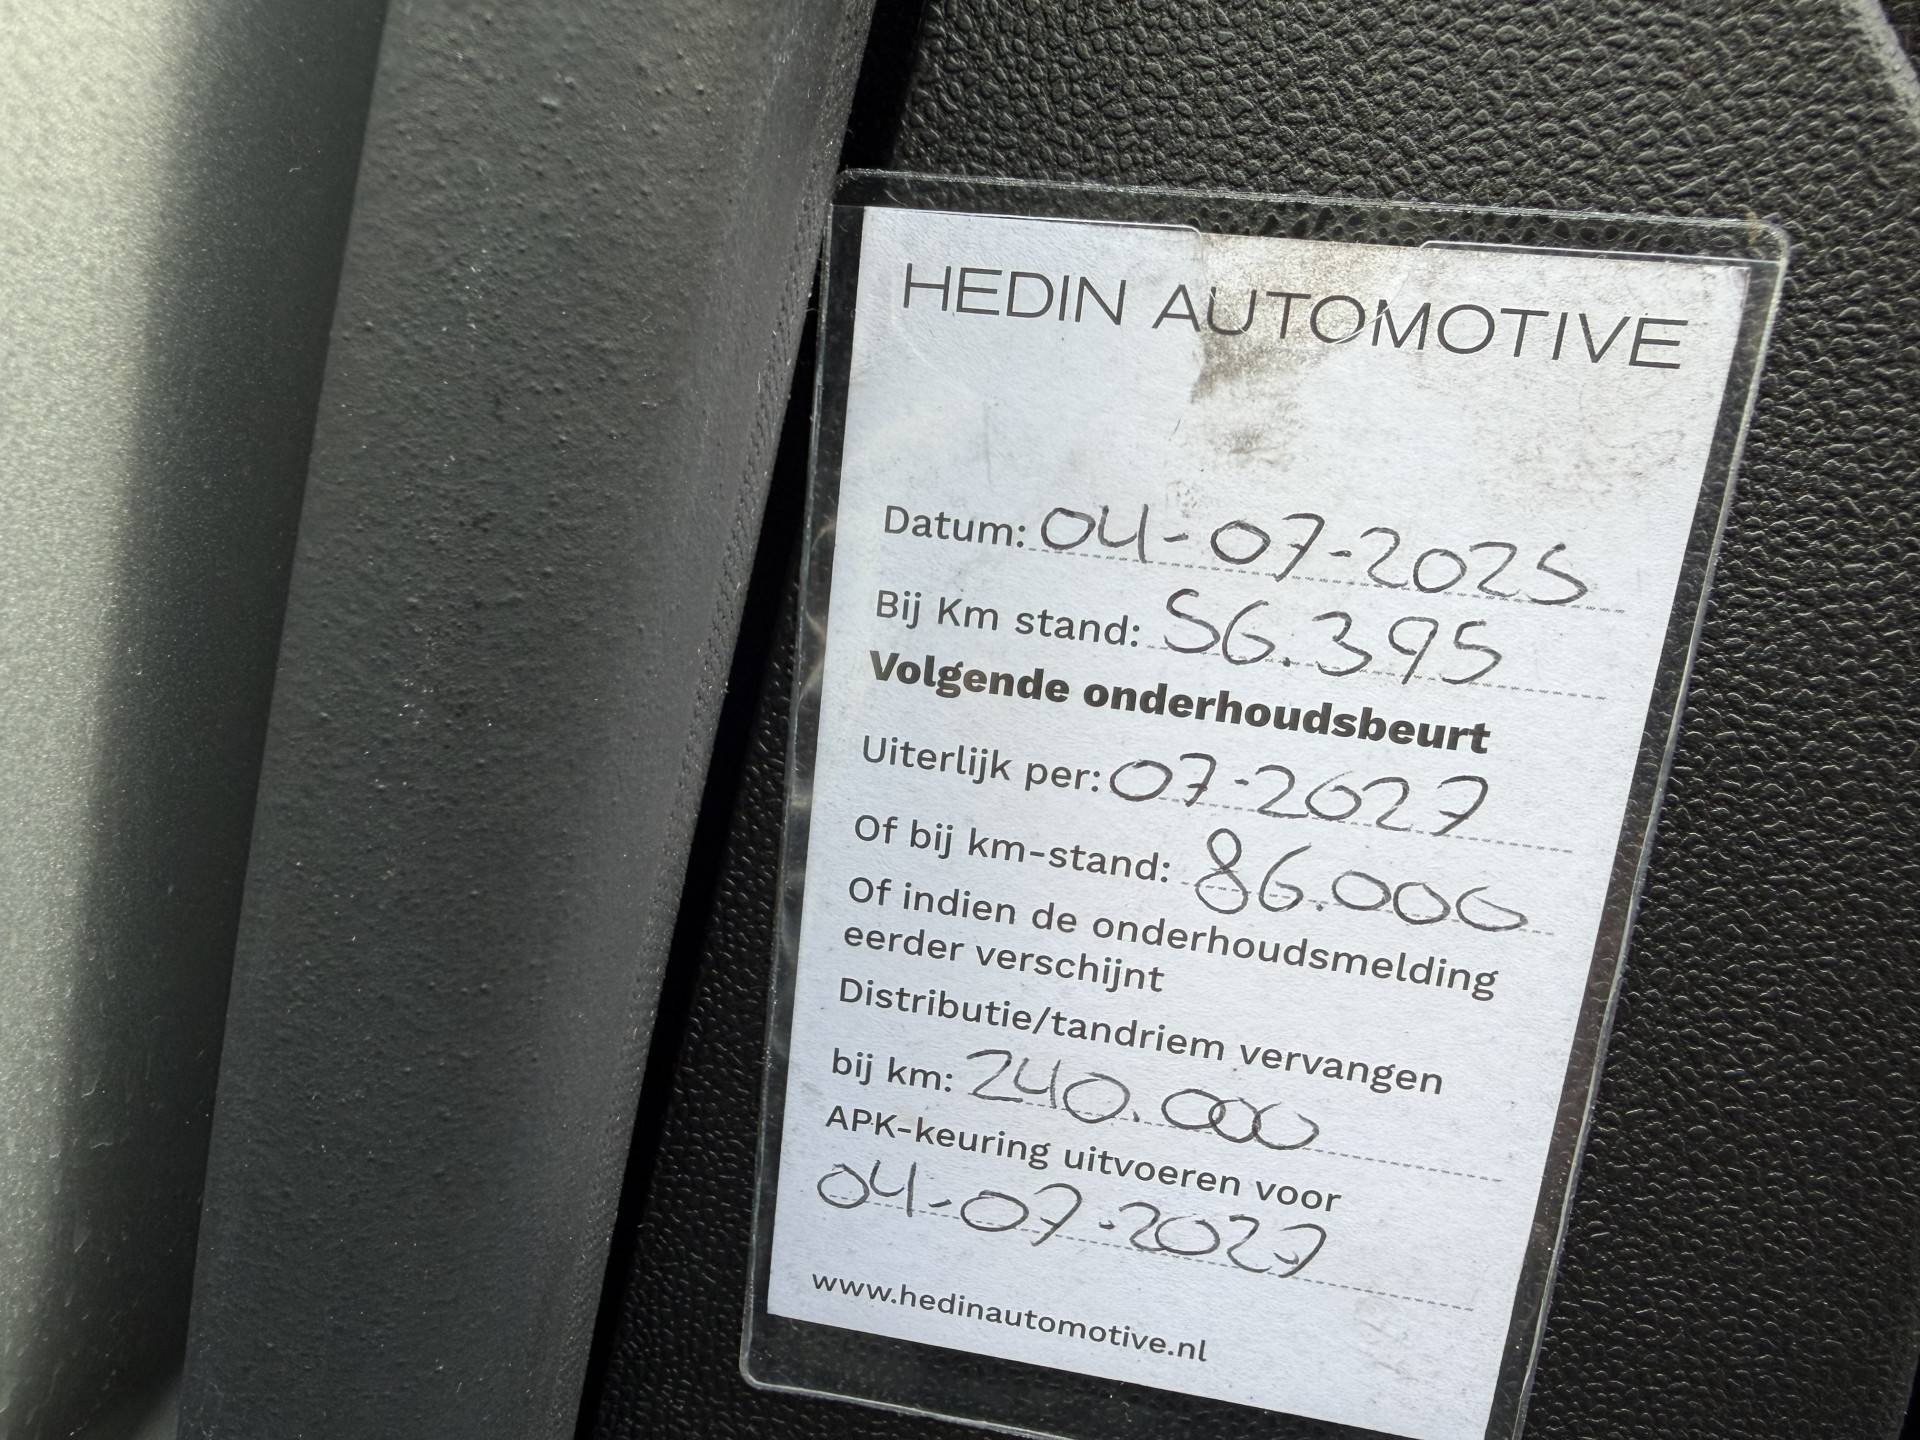 HEDIN AUTOMOTIVE
Datum: 04-07-2025
Bij Km stand: 56.395
Volgende onderhoudsbeurt
Uiterlijk per: 07-2027
Of bij km-stand: 86.000
Of indien de onderhoudsmelding
eerder verschijnt
Distributie/tandriem vervangen
bij km: 240.000
APK-keuring uitvoeren voor
04-07-2027
www.hedinautomotive.nl